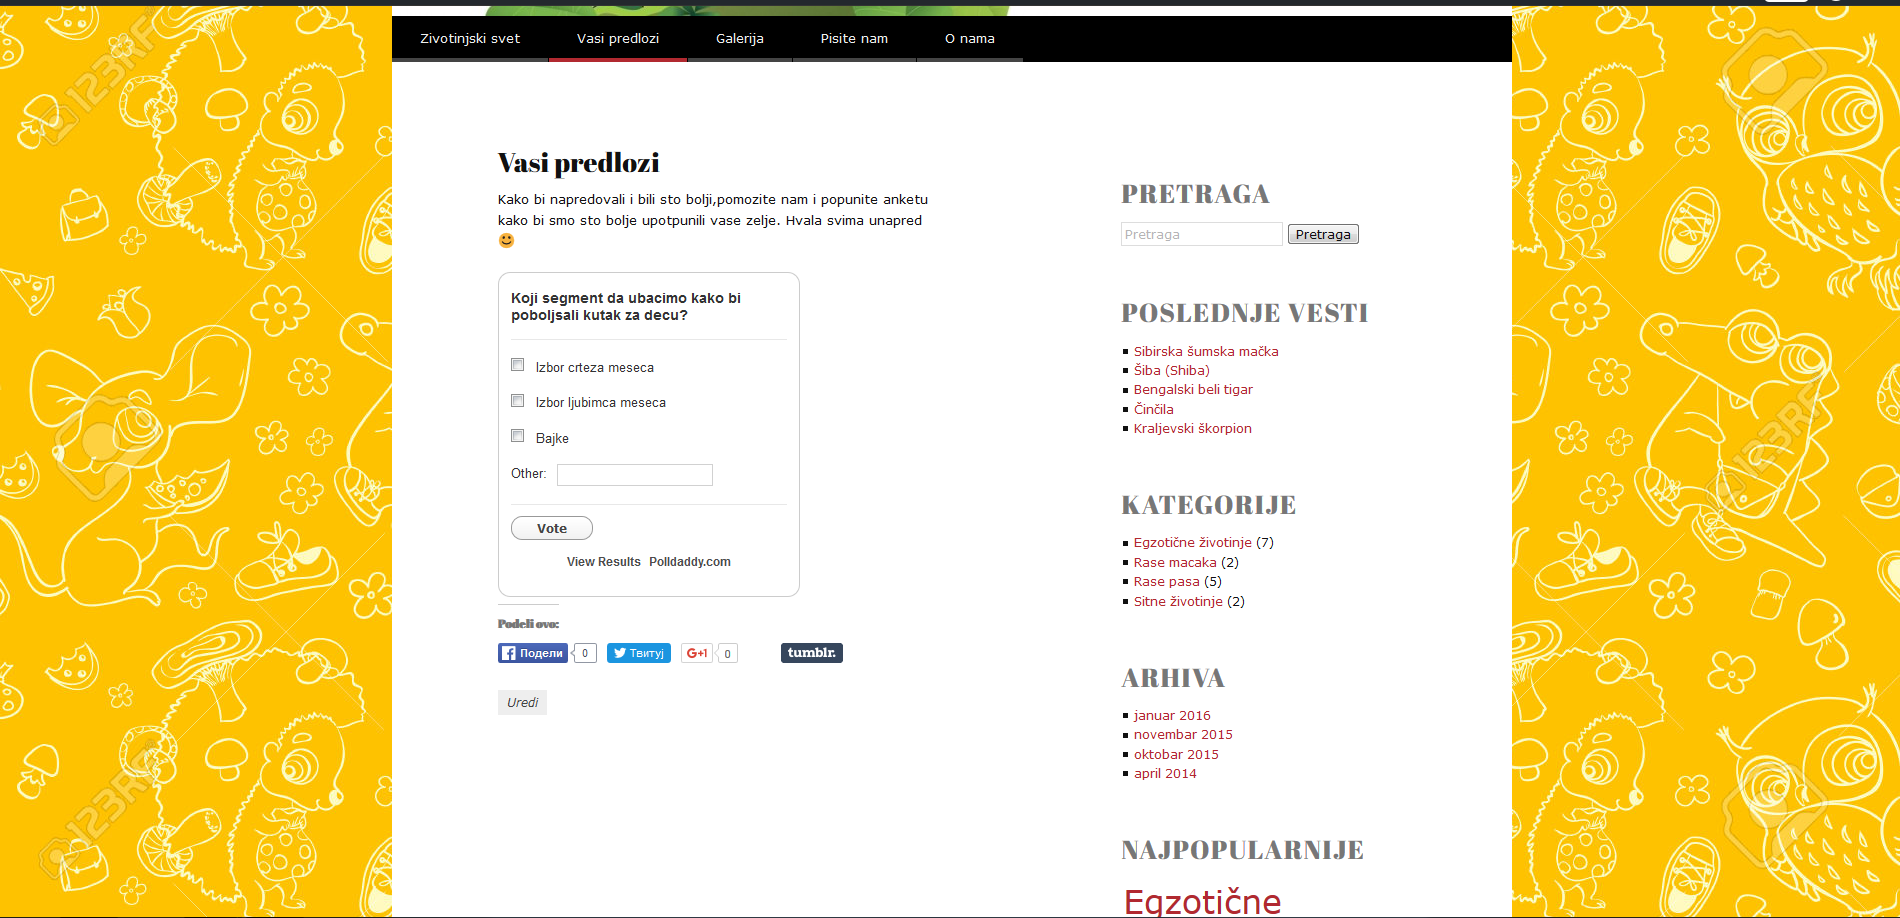 Zivotinjski svet
Vasi predlozi
Galerija
Pisite nam
O nama
Vasi predlozi
Kako bi napredovali i bili sto bolji,pomozite nam i popunite anketu
kako bi smo sto bolje upotpunili vase zelje. Hvala svima unapred
Koji segment da ubacimo kako bi
poboljsali kutak za decu?
Izbor crteza meseca
Izbor ljubimca meseca
Bajke
Other:
Vote
View Results Polldaddy.com
Podeli ovo:
Подели 0
Твитуј
G+1 0
tumblr.
Uredi
PRETRAGA
Pretraga Pretraga
POSLEDNJE VESTI
Sibirska šumska mačka
Šiba (Shiba)
Bengalski beli tigar
Činčila
Kraljevski škorpion
KATEGORIJE
Egzotične životinje (7)
Rase macaka (2)
Rase pasa (5)
Sitne životinje (2)
ARHIVA
januar 2016
novembar 2015
oktobar 2015
april 2014
NAJPOPULARNIJE
Egzotične
123RF
123RF
123RF